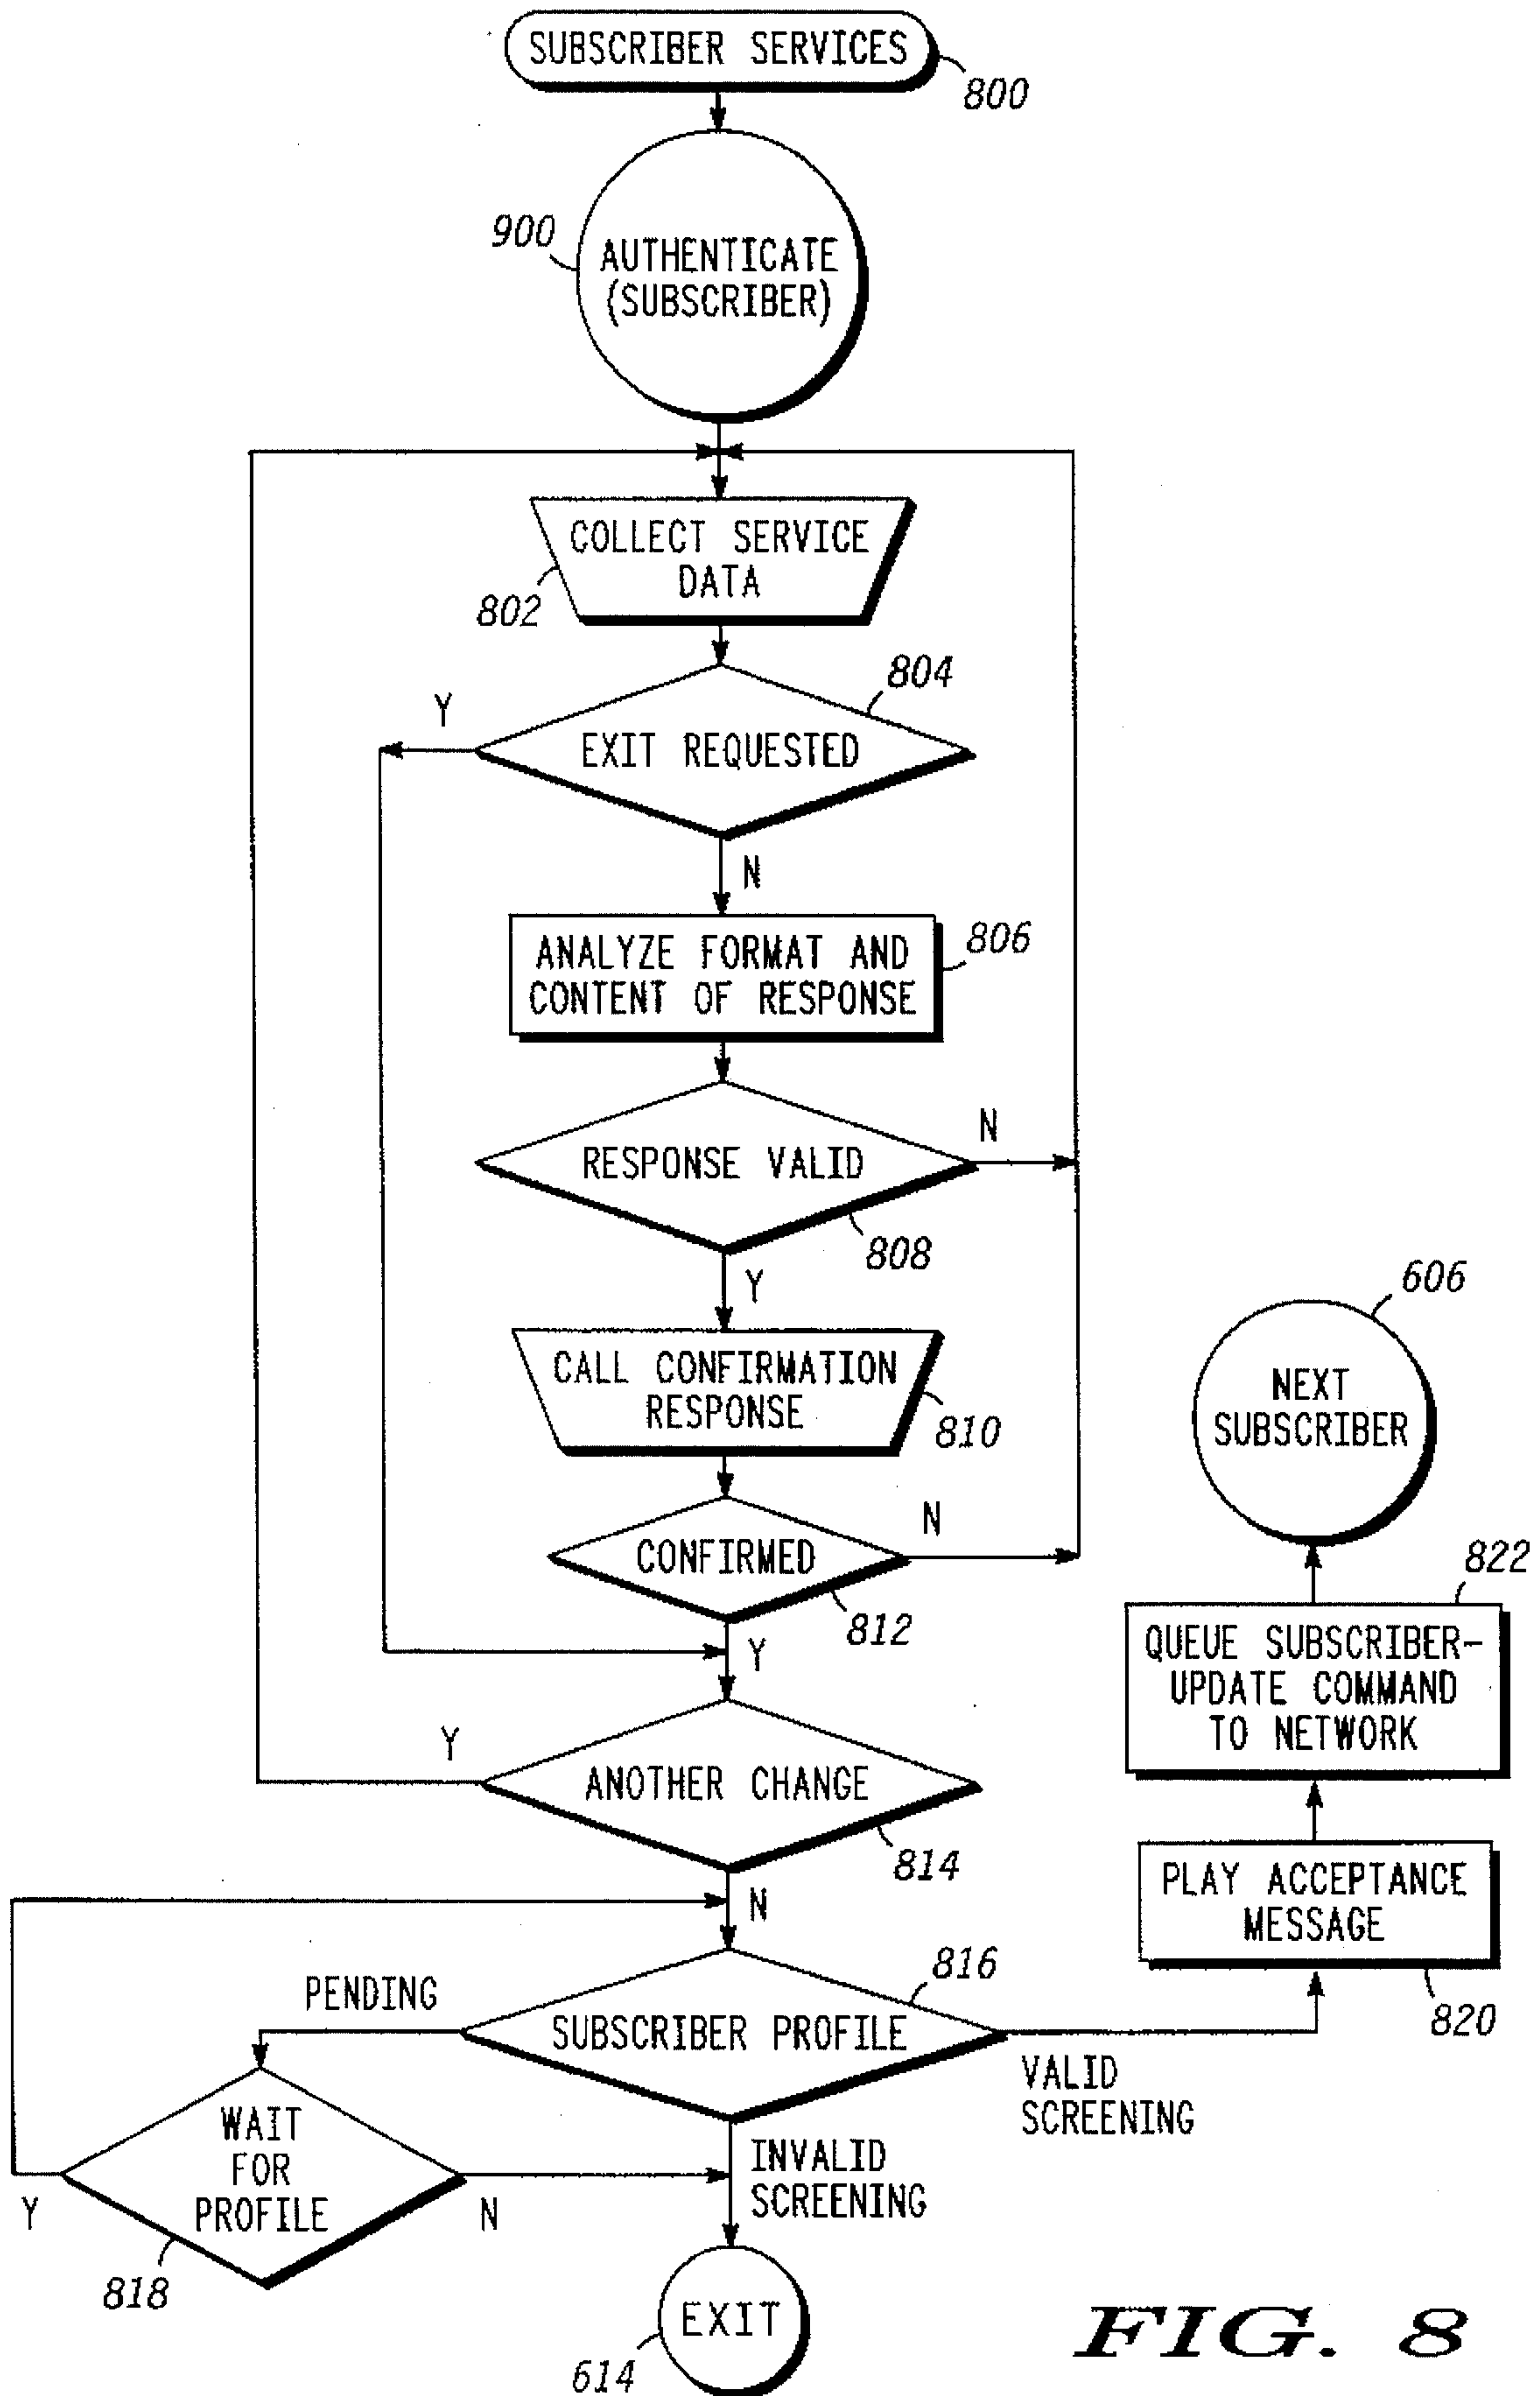 SUBSCRIBER SERVICES
800
900
AUTHENTICATE
(SUBSCRIBER)
COLLECT SERVICE
DATA
802
804
Y
EXIT REQUESTED
N
ANALYZE FORMAT AND
CONTENT OF RESPONSE
806
RESPONSE VALID
N
808
Y
CALL CONFIRMATION
RESPONSE
810
CONFIRMED
N
812
Y
Y
ANOTHER CHANGE
814
N
816
PENDING
SUBSCRIBER PROFILE
VALID
SCREENING
WAIT
FOR
PROFILE
Y
N
818
INVALID
SCREENING
EXIT
614
606
NEXT
SUBSCRIBER
822
QUEUE SUBSCRIBER-
UPDATE COMMAND
TO NETWORK
PLAY ACCEPTANCE
MESSAGE
820
FIG. 8